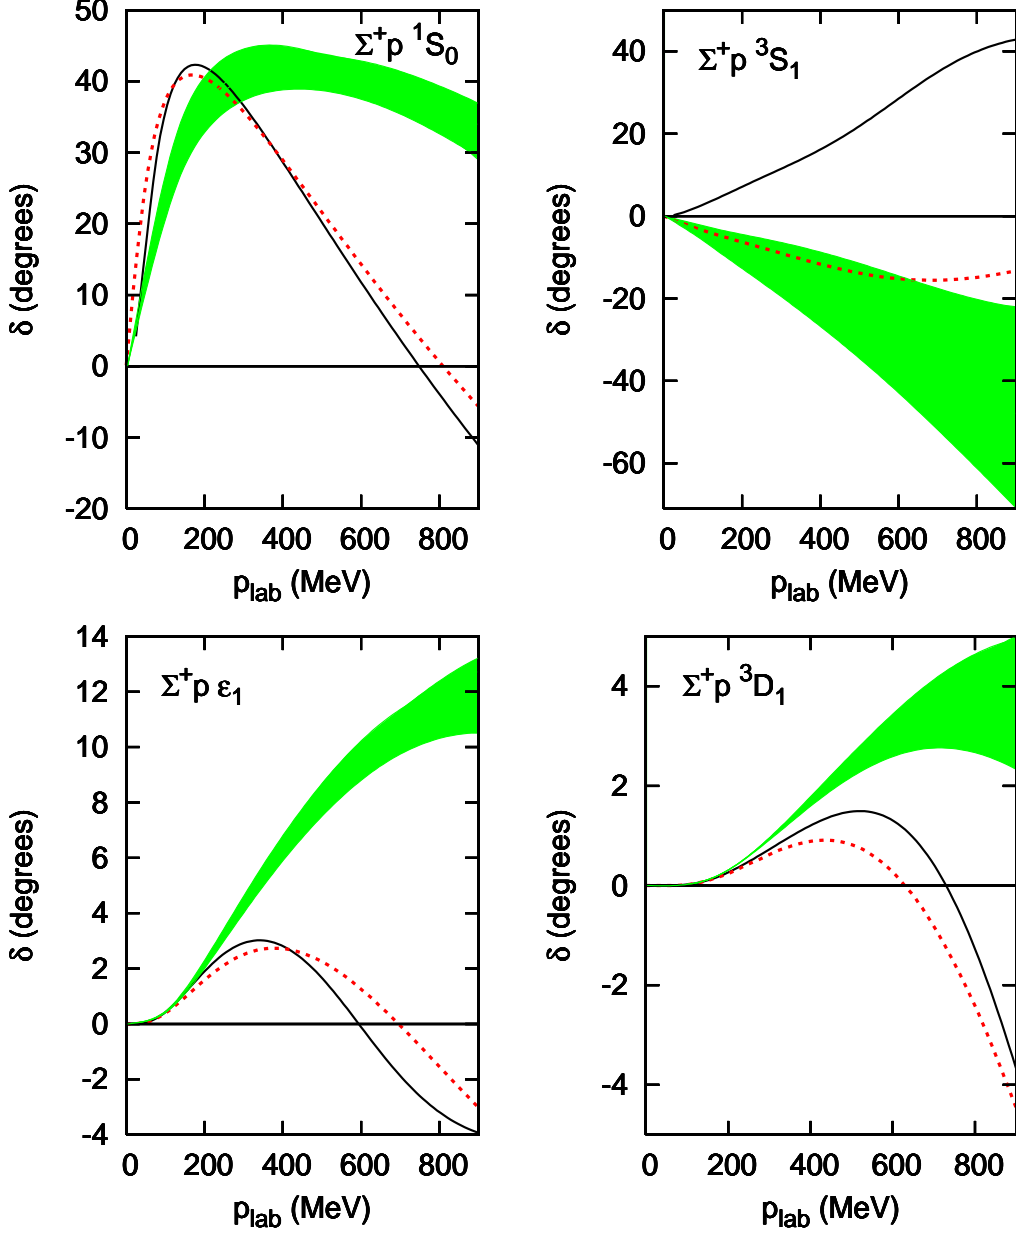 50
40
30
20
10
0
-10
-20
δ (degrees)
Σ⁺p ¹S₀
0 200 400 600 800
p_lab (MeV)
40
20
0
-20
-40
-60
δ (degrees)
Σ⁺p ³S₁
0 200 400 600 800
p_lab (MeV)
14
12
10
8
6
4
2
0
-2
-4
δ (degrees)
Σ⁺p ε₁
0 200 400 600 800
p_lab (MeV)
4
2
0
-2
-4
δ (degrees)
Σ⁺p ³D₁
0 200 400 600 800
p_lab (MeV)